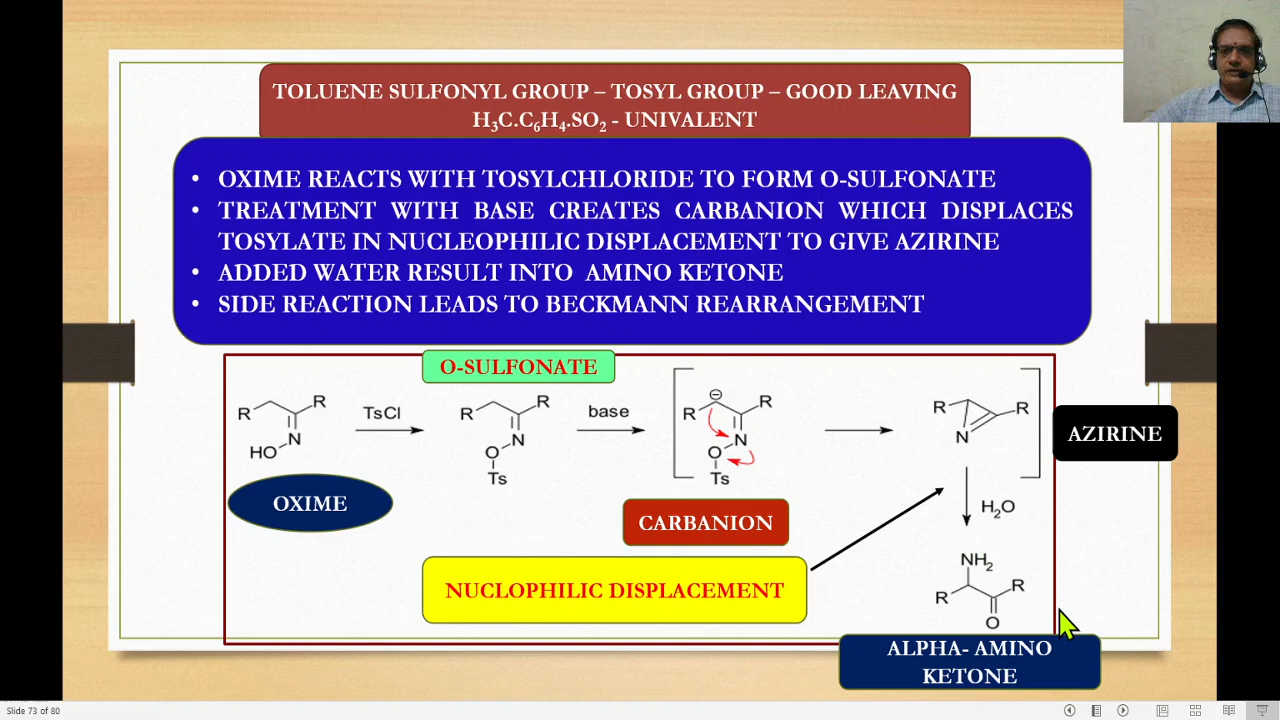 TOLUENE SULFONYL GROUP – TOSYL GROUP – GOOD LEAVING
H3C.C6H4.SO2 - UNIVALENT
• OXIME REACTS WITH TOSYLCHLORIDE TO FORM O-SULFONATE
• TREATMENT WITH BASE CREATES CARBANION WHICH DISPLACES
TOSYLATE IN NUCLEOPHILIC DISPLACEMENT TO GIVE AZIRINE
• ADDED WATER RESULT INTO AMINO KETONE
• SIDE REACTION LEADS TO BECKMANN REARRANGEMENT
O-SULFONATE
R R
HO N
TsCl
R R
O N
Ts
base
R ⊖ R
O N
Ts
R R
N
AZIRINE
OXIME
CARBANION
H2O
NUCLOPHILIC DISPLACEMENT
NH2
R R
O
ALPHA- AMINO
KETONE
Slide 73 of 80